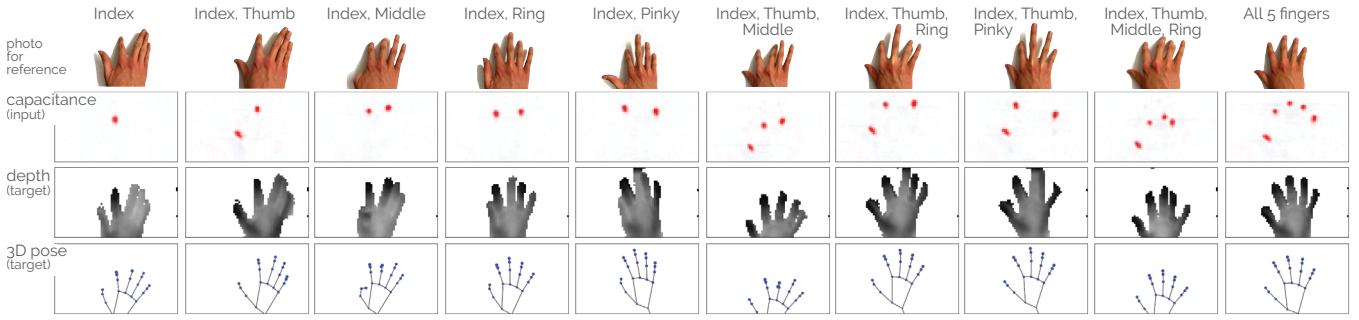 Index
Index, Thumb
Index, Middle
Index, Ring
Index, Pinky
Index, Thumb,
Middle
Index, Thumb,
Ring
Index, Thumb,
Pinky
Index, Thumb,
Middle, Ring
All 5 fingers
photo
for
reference
capacitance
(input)
depth
(target)
3D pose
(target)